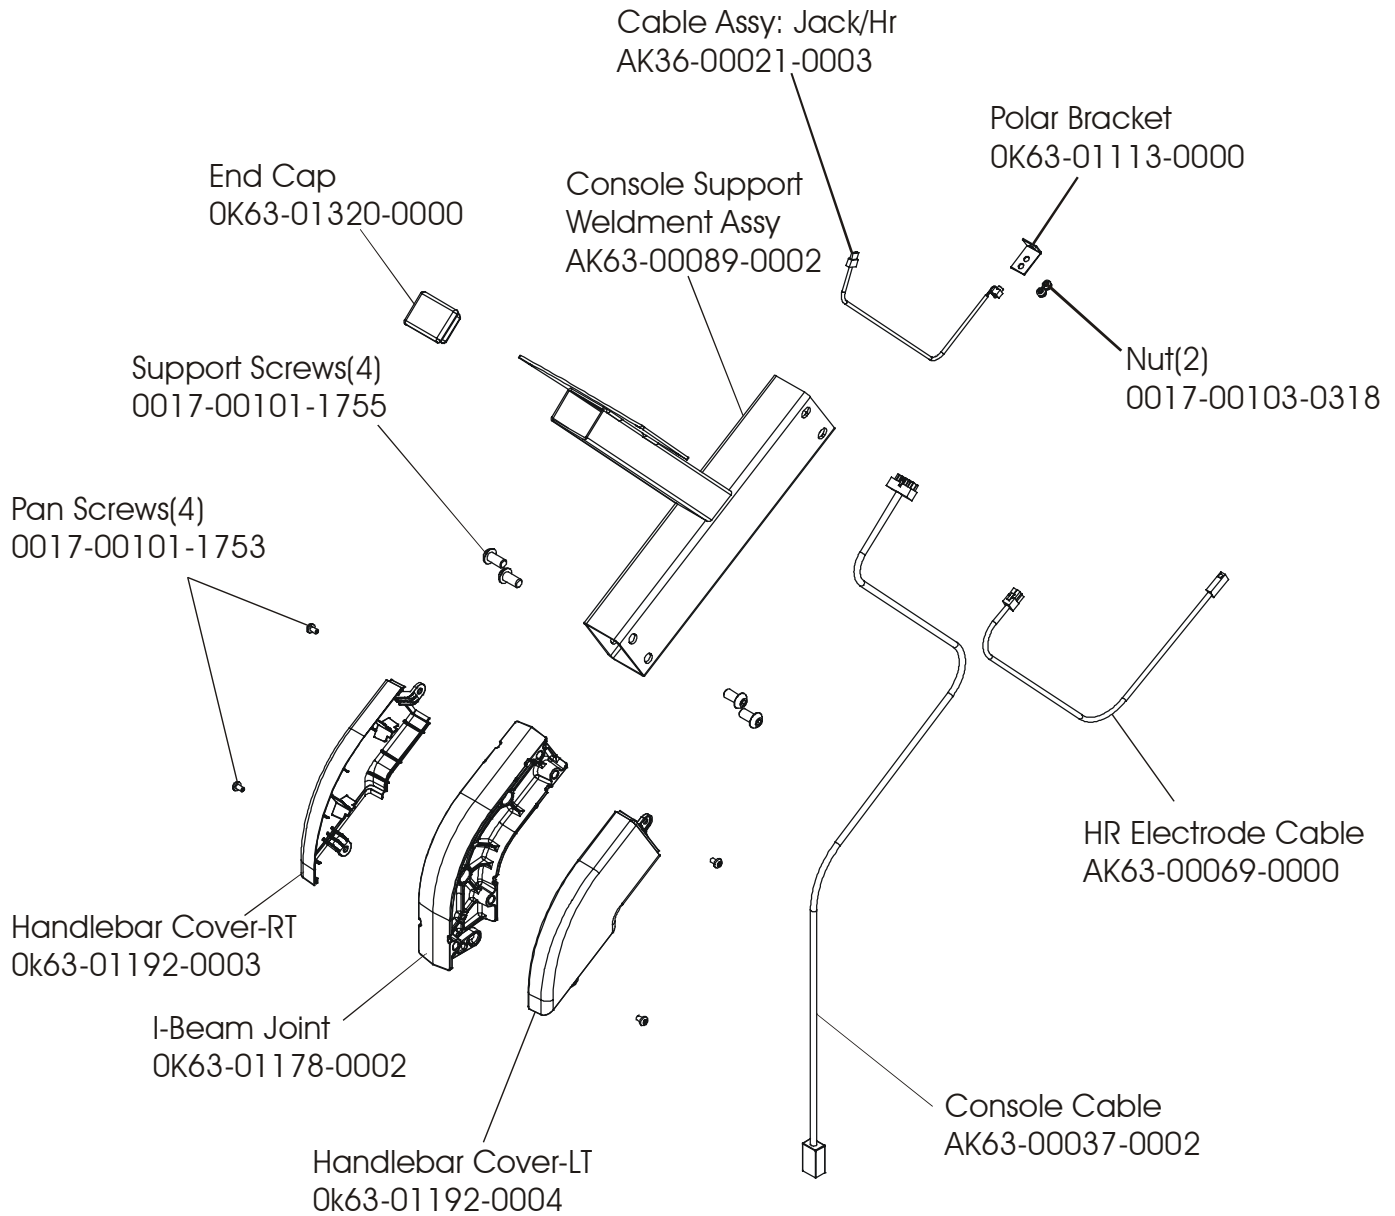 Cable Assy: Jack/Hr
AK36-00021-0003
Polar Bracket
0K63-01113-0000
End Cap
0K63-01320-0000
Console Support
Weldment Assy
AK63-00089-0002
Support Screws(4)
0017-00101-1755
Nut(2)
0017-00103-0318
Pan Screws(4)
0017-00101-1753
HR Electrode Cable
AK63-00069-0000
Handlebar Cover-RT
0k63-01192-0003
I-Beam Joint
0K63-01178-0002
Console Cable
AK63-00037-0002
Handlebar Cover-LT
0k63-01192-0004